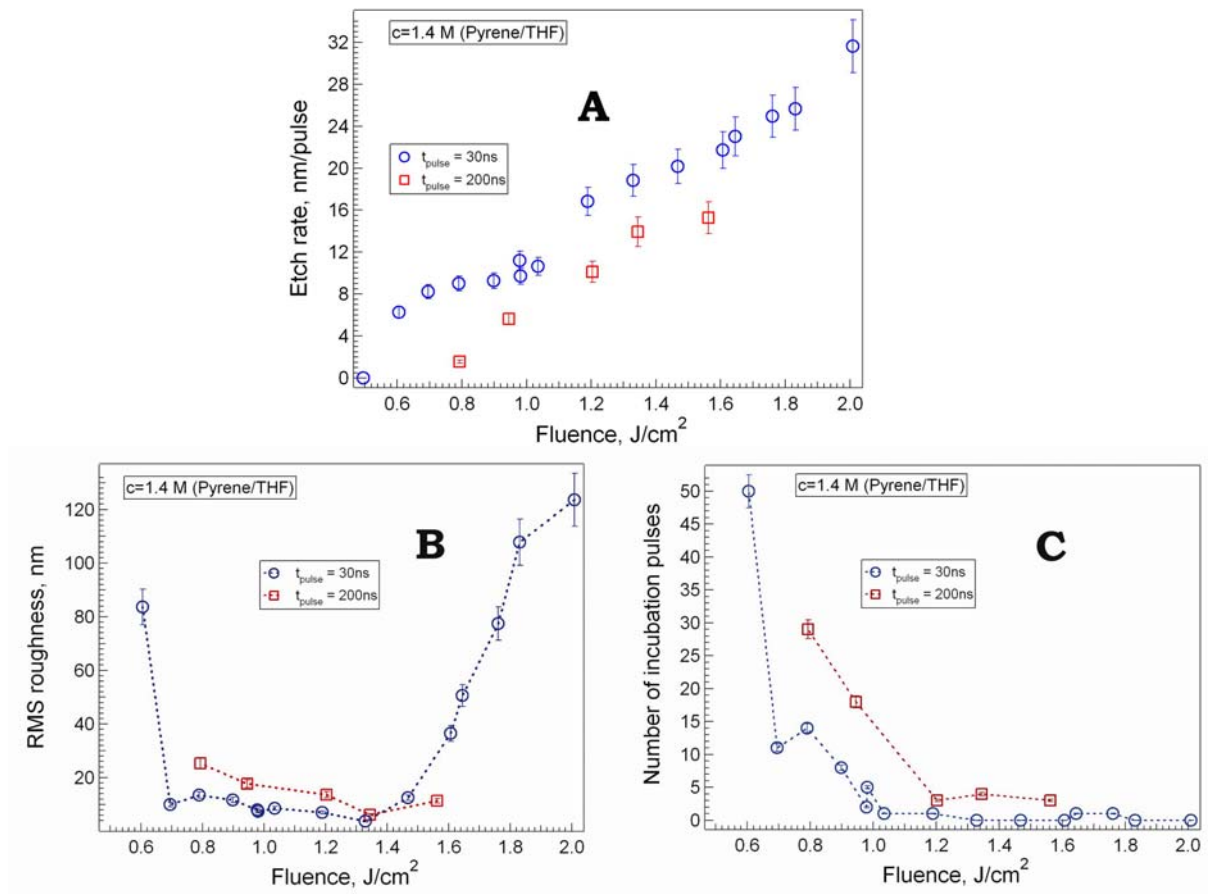 c=1.4 M (Pyrene/THF)
A
t_pulse = 30ns
t_pulse = 200ns
Etch rate, nm/pulse
32
28
24
20
16
12
8
4
0
0.6 0.8 1.0 1.2 1.4 1.6 1.8 2.0
Fluence, J/cm²
c=1.4 M (Pyrene/THF)
B
t_pulse = 30ns
t_pulse = 200ns
RMS roughness, nm
120
100
80
60
40
20
0.6 0.8 1.0 1.2 1.4 1.6 1.8 2.0
Fluence, J/cm²
c=1.4 M (Pyrene/THF)
C
t_pulse = 30ns
t_pulse = 200ns
Number of incubation pulses
50
45
40
35
30
25
20
15
10
5
0
0.6 0.8 1.0 1.2 1.4 1.6 1.8 2.0
Fluence, J/cm²